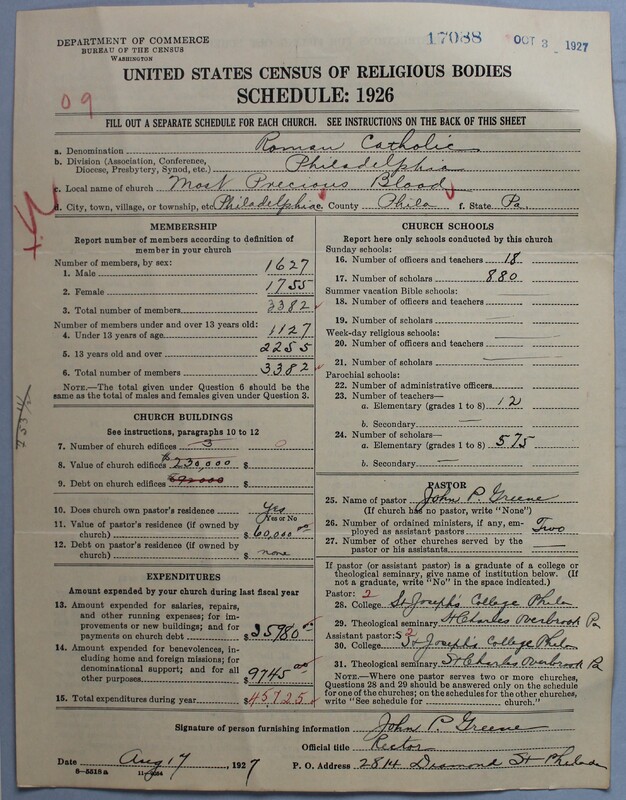 DEPARTMENT OF COMMERCE
BUREAU OF THE CENSUS
WASHINGTON
17088 OCT 3 1927
UNITED STATES CENSUS OF RELIGIOUS BODIES
SCHEDULE: 1926
09
FILL OUT A SEPARATE SCHEDULE FOR EACH CHURCH. SEE INSTRUCTIONS ON THE BACK OF THIS SHEET
a. Denomination Roman Catholic
b. Division (Association, Conference, Diocese, Presbytery, Synod, etc.) Philadelphia
c. Local name of church Most Precious Blood
d. City, town, village, or township, etc. Philadelphia e. County Phila f. State Pa.
MEMBERSHIP
Report number of members according to definition of
member in your church
Number of members, by sex:
1. Male 1627
2. Female 1755
3. Total number of members 3382
Number of members under and over 13 years old:
4. Under 13 years of age 1127
5. 13 years old and over 2255
6. Total number of members 3382
NOTE.—The total given under Question 6 should be
same as the total of males and females given under Question 3.
CHURCH BUILDINGS
See instructions, paragraphs 10 to 12
7. Number of church edifices 3
8. Value of church edifices $230,000 $
9. Debt on church edifices $
10. Does church own pastor's residence? Yes
Yes or No
11. Value of pastor's residence (if owned by
church) $60,000 00
12. Debt on pastor's residence (if owned by
church) $ none
EXPENDITURES
Amount expended by your church during last fiscal year
13. Amount expended for salaries, repairs,
and other running expenses; for im-
provements or new buildings; and for
payments on church debt $35980 00
14. Amount expended for benevolences, in-
cluding home and foreign missions; for
denominational support; and for all
other purposes $9745 00
15. Total expenditures during year $45725
CHURCH SCHOOLS
Report here only schools conducted by this church
Sunday schools:
16. Number of officers and teachers 18
17. Number of scholars 880
Summer vacation Bible schools:
18. Number of officers and teachers
19. Number of scholars
Week-day religious schools:
20. Number of officers and teachers
21. Number of scholars
Parochial schools:
22. Number of administrative officers
23. Number of teachers—
a. Elementary (grades 1 to 8) 12
b. Secondary
24. Number of scholars—
a. Elementary (grades 1 to 8) 575
b. Secondary
PASTOR
25. Name of pastor John P. Greene
(If church has no pastor, write "None")
26. Number of ordained ministers, if any, em-
ployed as assistant pastors Two
27. Number of other churches served by the
pastor or his assistants
If pastor (or assistant pastor) is a graduate of a college or
theological seminary, give name of institution below. (If
not a graduate, write "No" in the space indicated.)
Pastor: 2
28. College St Joseph's College Phila
29. Theological seminary St Charles Overbrook Pa
Assistant pastor:
30. College St Joseph's College Phila
31. Theological seminary St Charles Overbrook Pa
NOTE.—Where one pastor serves two or more churches,
Questions 28 and 29 should be answered only on the schedule
for one of the churches; on the schedules for the other churches,
write "See schedule for church."
Signature of person furnishing information John P. Greene
Official title Rector
Date Aug 17, 1927 P. O. Address 2814 Diamond St Philada
8—5518a